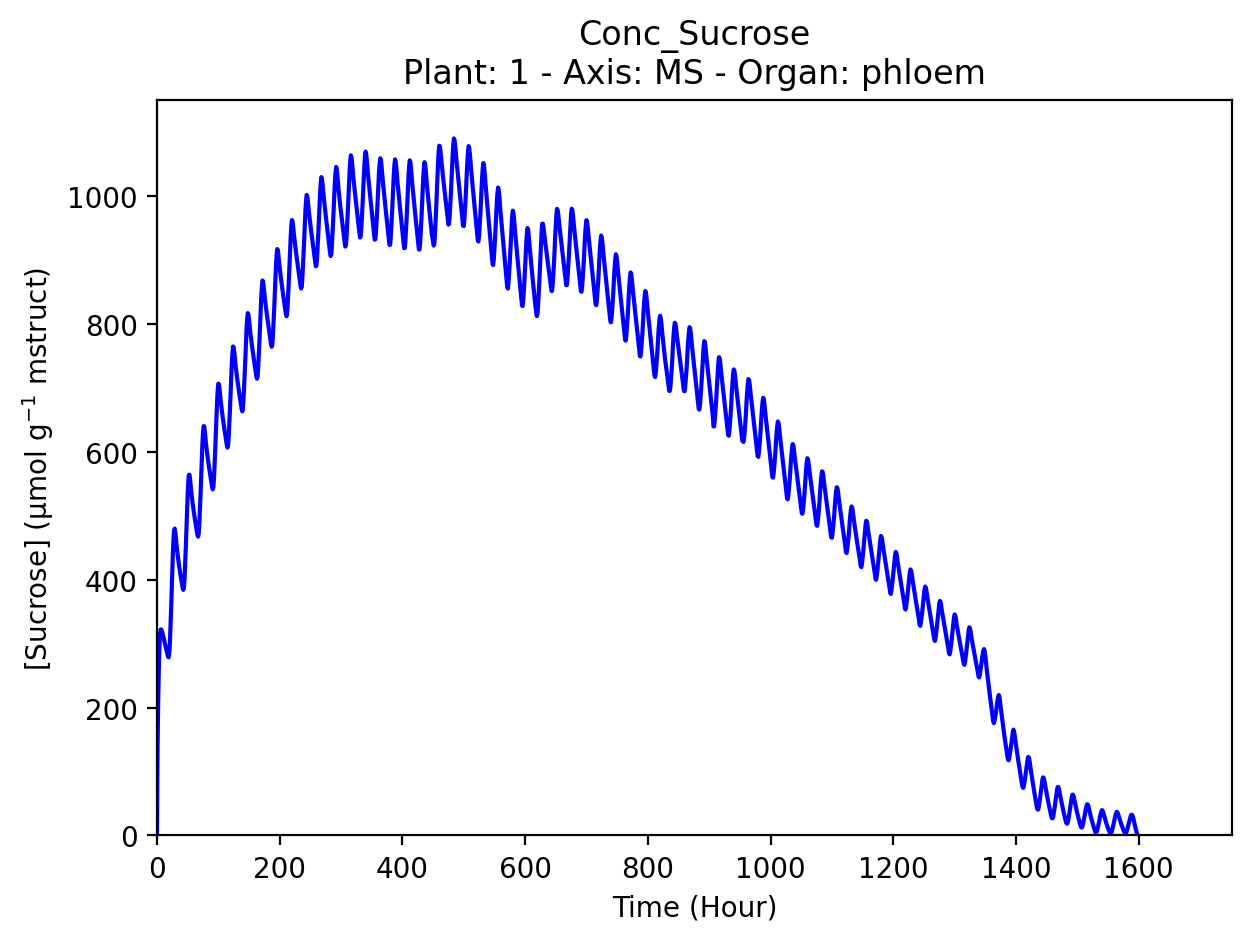 Conc_Sucrose
Plant: 1 - Axis: MS - Organ: phloem
[Sucrose] (µmol g⁻¹ mstruct)
1000
800
600
400
200
0
0 200 400 600 800 1000 1200 1400 1600
Time (Hour)